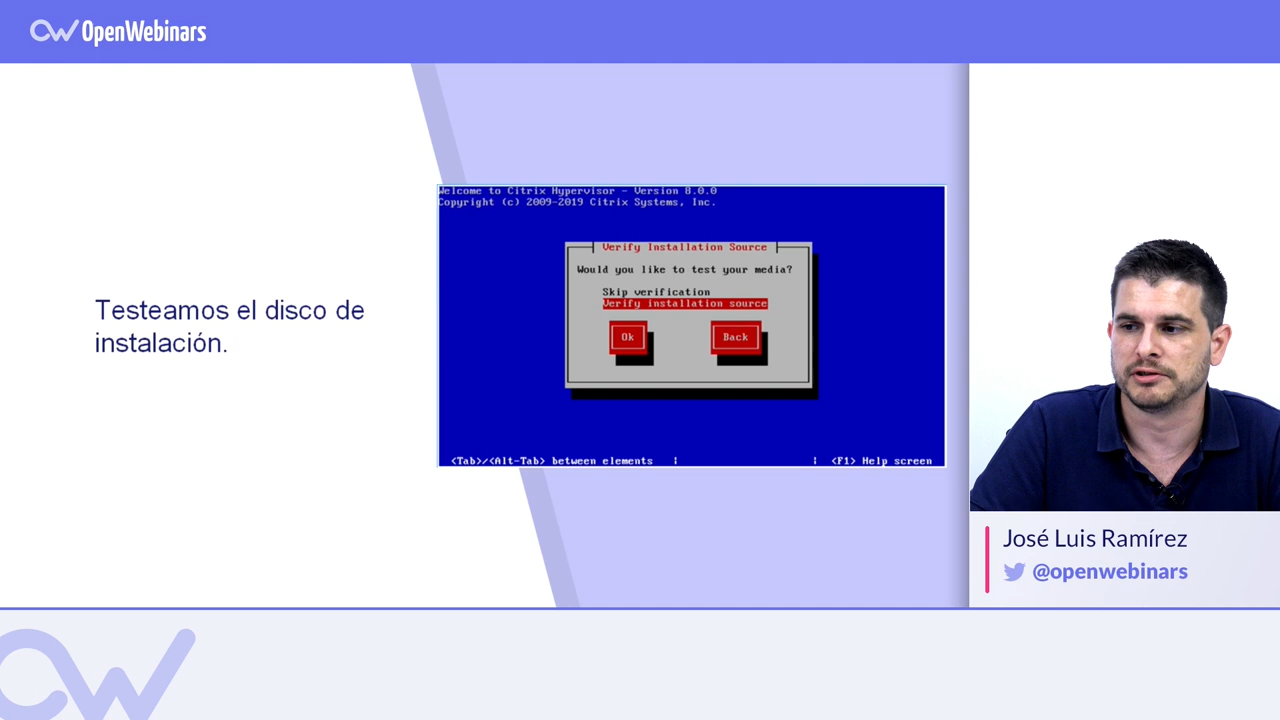 OpenWebinars
Testeamos el disco de
instalación.
Welcome to Citrix Hypervisor - Version 8.0.0
Copyright (c) 2009-2019 Citrix Systems, Inc.
Verify Installation Source
Would you like to test your media?
Skip verification
Verify installation source
Ok Back
<Tab>/<Alt-Tab> between elements | | <F1> Help screen
José Luis Ramírez
@openwebinars